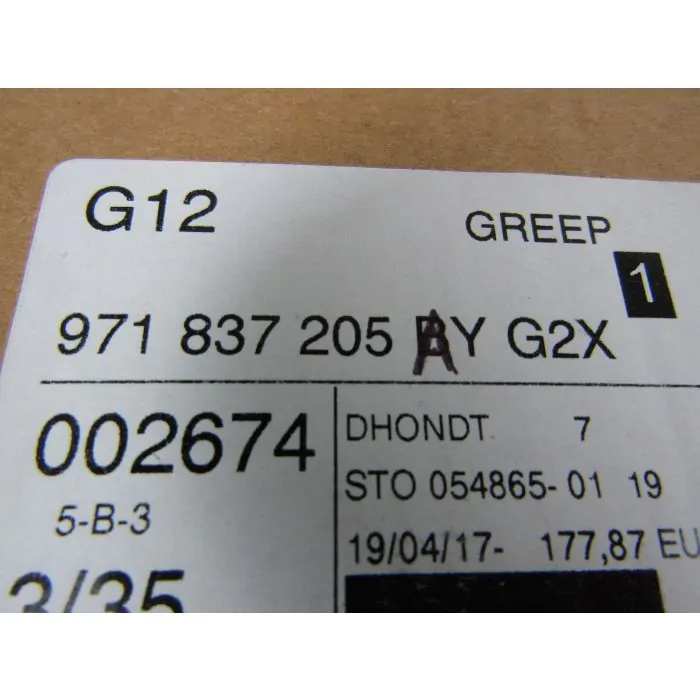 G12
GREEP
1
971 837 205 AY G2X
002674
DHONDT. 7
STO 054865-01 19
5-B-3
19/04/17- 177,87 EU
3/35